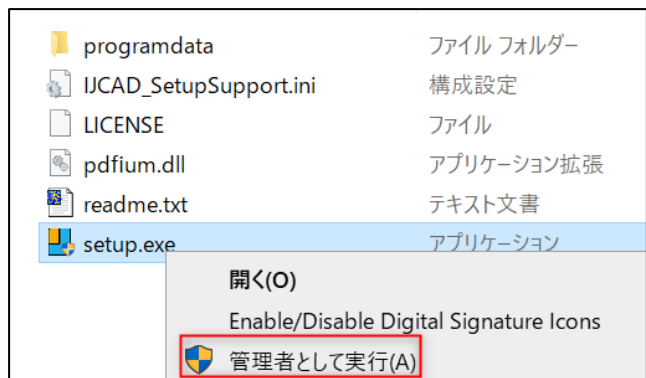 programdata ファイル フォルダー
IJCAD_SetupSupport.ini 構成設定
LICENSE ファイル
pdfium.dll アプリケーション拡張
readme.txt テキスト文書
setup.exe アプリケーション
開く(O)
Enable/Disable Digital Signature Icons
管理者として実行(A)